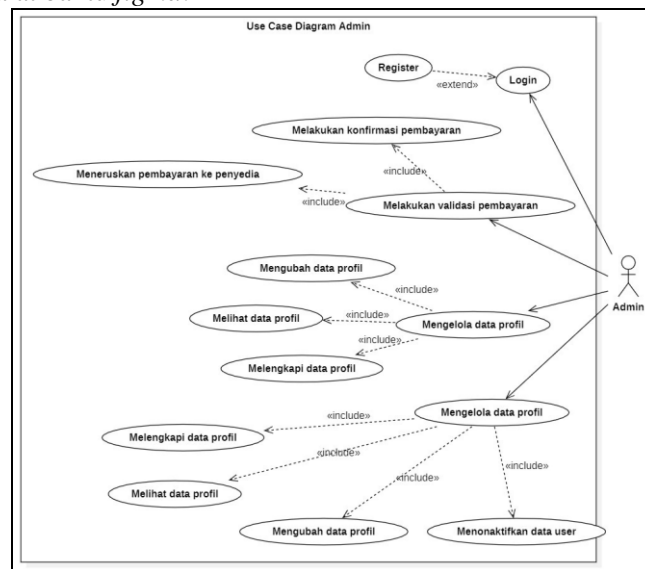 Use Case Diagram Admin
Register
Login
«extend»
Melakukan konfirmasi pembayaran
«include»
Meneruskan pembayaran ke penyedia
«include»
Melakukan validasi pembayaran
Mengubah data profil
«include»
Melihat data profil
«include»
Mengelola data profil
Admin
«include»
Melengkapi data profil
Mengelola data profil
«include»
Melengkapi data profil
«include»
«include»
«include»
Melihat data profil
Mengubah data profil
Menonaktifkan data user